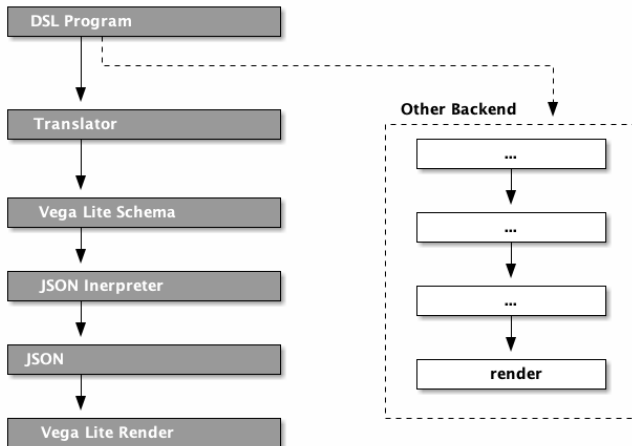 DSL Program
Translator
Vega Lite Schema
JSON Inerpreter
JSON
Vega Lite Render
Other Backend
...
...
...
render